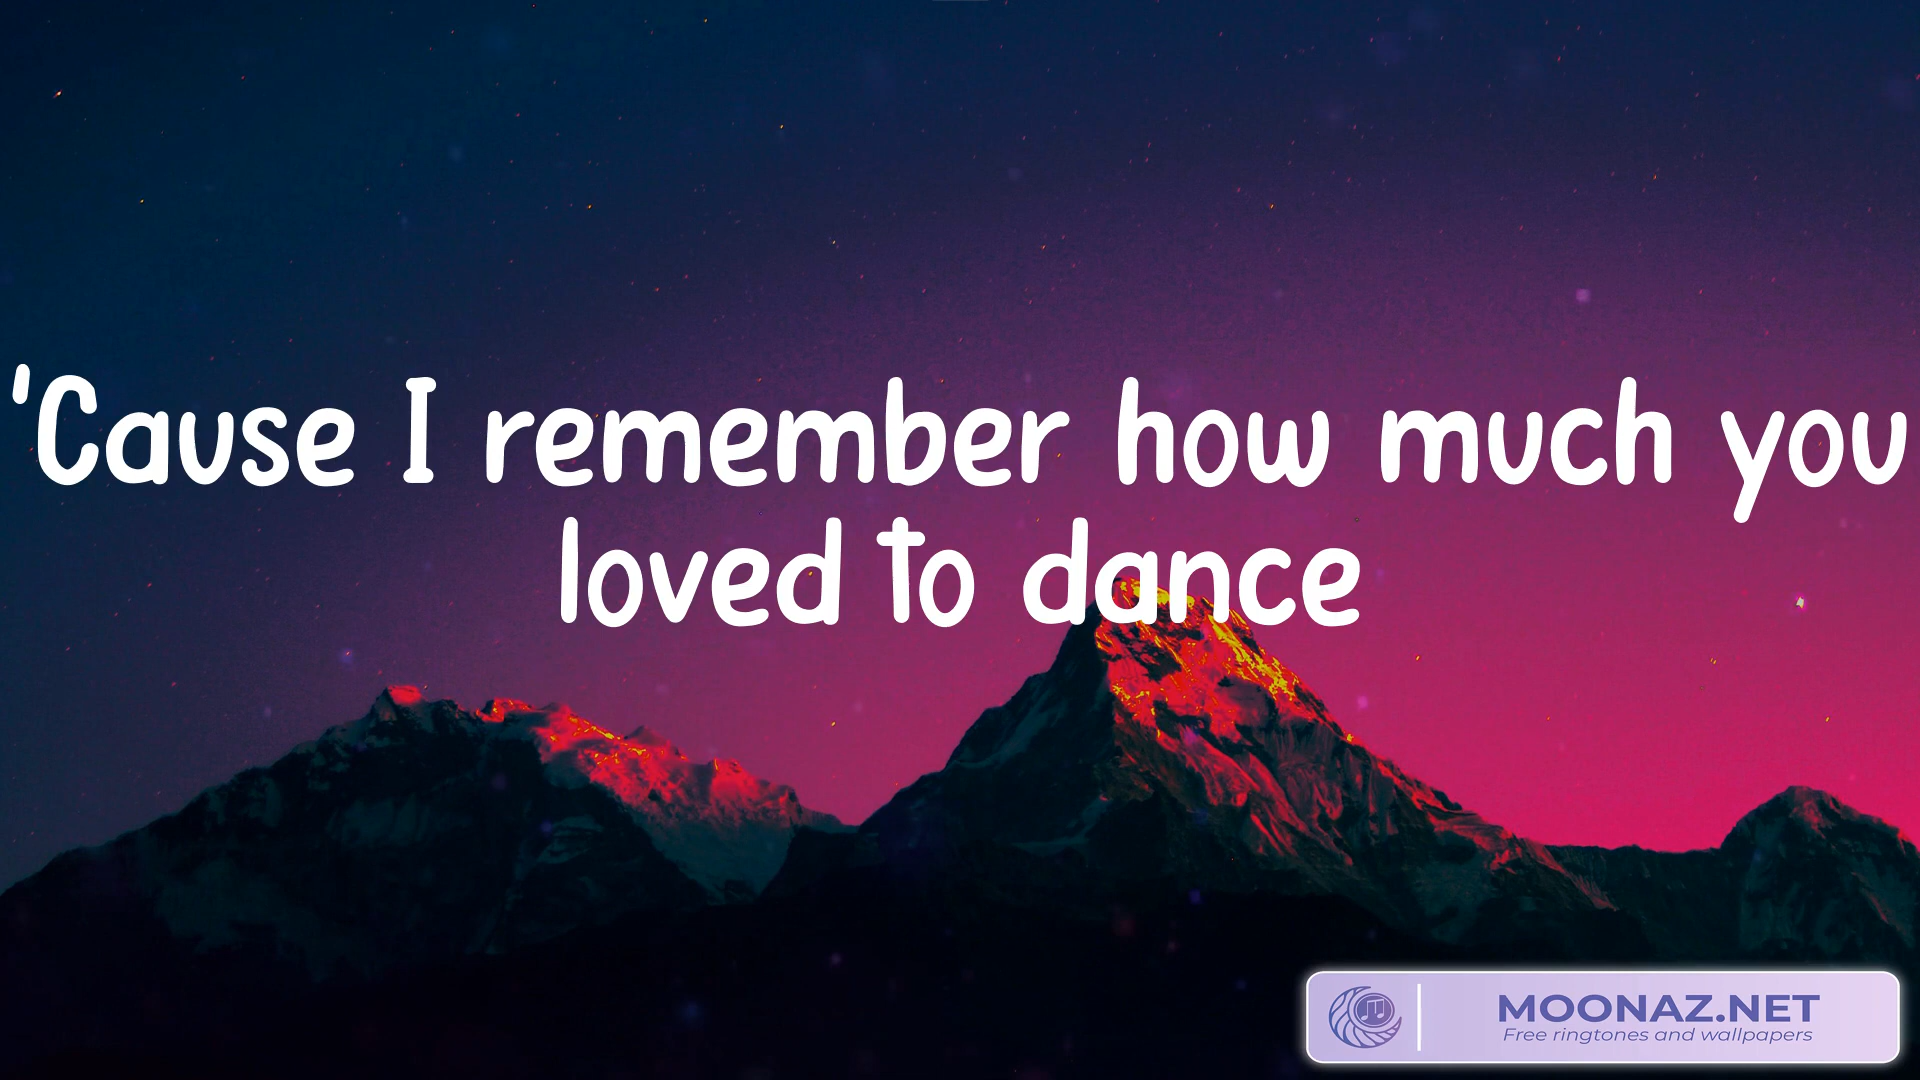 'Cause I remember how much you
loved to dance
MOONAZ.NET
Free ringtones and wallpapers